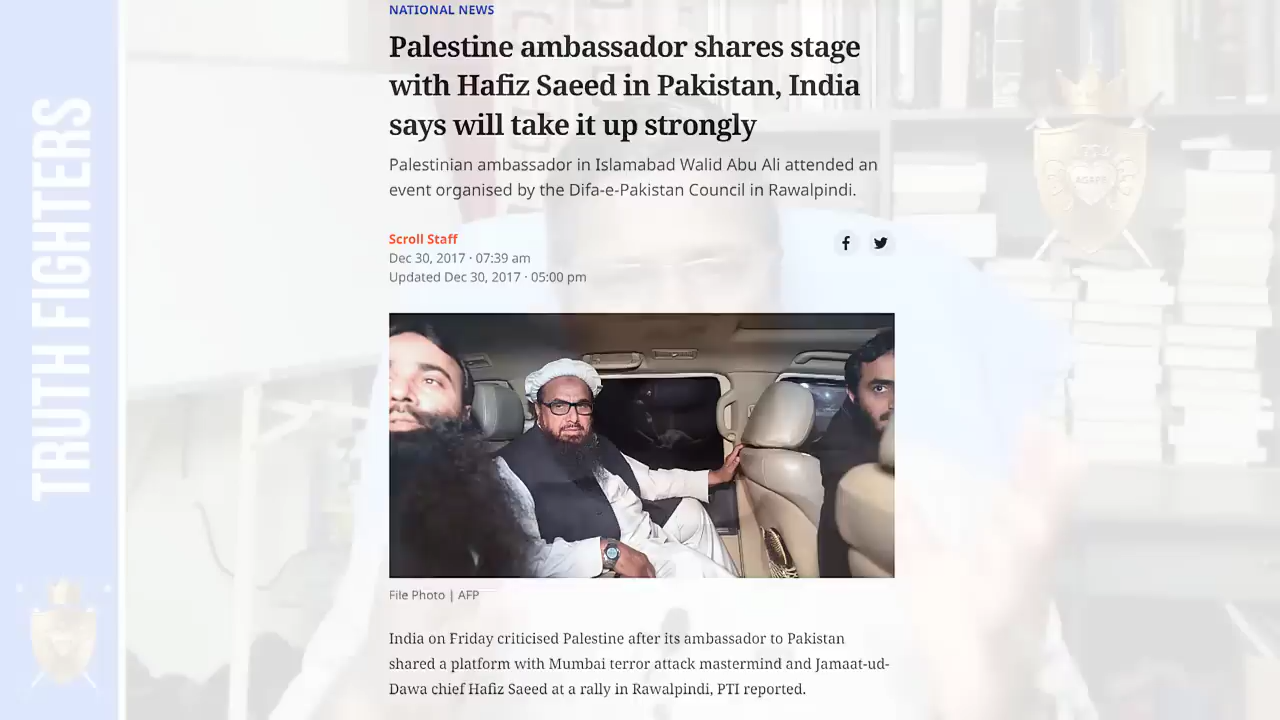 TRUTH FIGHTERS
NATIONAL NEWS
Palestine ambassador shares stage
with Hafiz Saeed in Pakistan, India
says will take it up strongly
Palestinian ambassador in Islamabad Walid Abu Ali attended an
event organised by the Difa-e-Pakistan Council in Rawalpindi.
Scroll Staff
Dec 30, 2017 · 07:39 am
Updated Dec 30, 2017 · 05:00 pm
File Photo | AFP
India on Friday criticised Palestine after its ambassador to Pakistan
shared a platform with Mumbai terror attack mastermind and Jamaat-ud-
Dawa chief Hafiz Saeed at a rally in Rawalpindi, PTI reported.